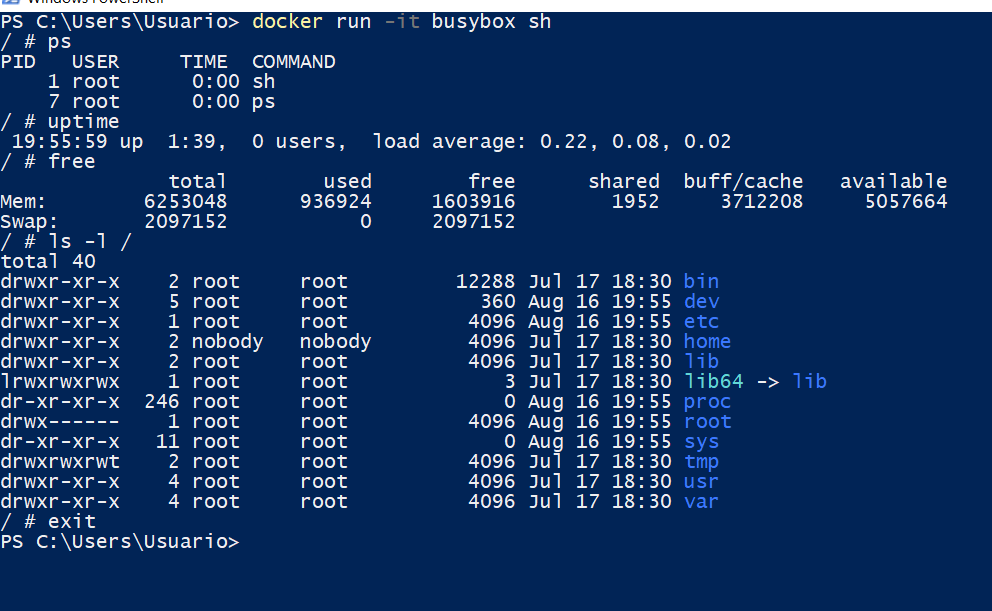 Windows PowerShell
PS C:\Users\Usuario> docker run -it busybox sh
/ # ps
PID   USER     TIME  COMMAND
    1 root      0:00 sh
    7 root      0:00 ps
/ # uptime
 19:55:59 up  1:39,  0 users,  load average: 0.22, 0.08, 0.02
/ # free
              total        used        free      shared  buff/cache   available
Mem:        6253048      936924     1603916        1952     3712208     5057664
Swap:       2097152           0     2097152
/ # ls -l /
total 40
drwxr-xr-x    2 root     root         12288 Jul 17 18:30 bin
drwxr-xr-x    5 root     root           360 Aug 16 19:55 dev
drwxr-xr-x    1 root     root          4096 Aug 16 19:55 etc
drwxr-xr-x    2 nobody   nobody        4096 Jul 17 18:30 home
drwxr-xr-x    2 root     root          4096 Jul 17 18:30 lib
lrwxrwxrwx    1 root     root             3 Jul 17 18:30 lib64 -> lib
dr-xr-xr-x  246 root     root             0 Aug 16 19:55 proc
drwx------    1 root     root          4096 Aug 16 19:55 root
dr-xr-xr-x   11 root     root             0 Aug 16 19:55 sys
drwxrwxrwt    2 root     root          4096 Jul 17 18:30 tmp
drwxr-xr-x    4 root     root          4096 Jul 17 18:30 usr
drwxr-xr-x    4 root     root          4096 Jul 17 18:30 var
/ # exit
PS C:\Users\Usuario>